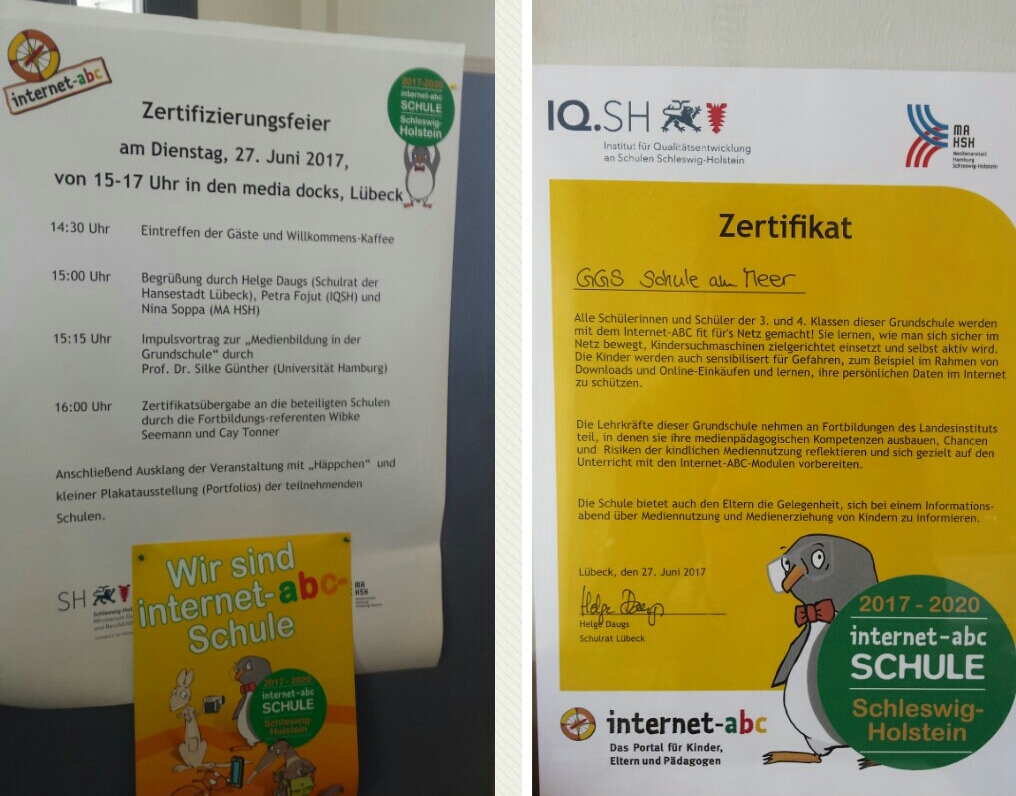 internet-abc
2017-2020
internet-abc
SCHULE
Schleswig-
Holstein
Zertifizierungsfeier
am Dienstag, 27. Juni 2017,
von 15-17 Uhr in den media docks, Lübeck
14:30 Uhr Eintreffen der Gäste und Willkommens-Kaffee
15:00 Uhr Begrüßung durch Helge Daugs (Schulrat der
Hansestadt Lübeck), Petra Fojut (IQSH) und
Nina Soppa (MA HSH)
15:15 Uhr Impulsvortrag zur „Medienbildung in der
Grundschule“ durch
Prof. Dr. Silke Günther (Universität Hamburg)
16:00 Uhr Zertifikatsübergabe an die beteiligten Schulen
durch die Fortbildungs-referenten Wibke
Seemann und Cay Tonner
Anschließend Ausklang der Veranstaltung mit „Häppchen“ und
kleiner Plakatausstellung (Portfolios) der teilnehmenden
Schulen.
SH
MA
HSH
Wir sind
internet-abc-
Schule
2017 - 2020
internet-abc
SCHULE
Schleswig-
Holstein
IQ.SH
Institut für Qualitätsentwicklung
an Schulen Schleswig-Holstein
MA
HSH
Medienanstalt
Hamburg
Schleswig-Holstein
Zertifikat
GGS Schule am Meer
Alle Schülerinnen und Schüler der 3. und 4. Klassen dieser Grundschule werden
mit dem Internet-ABC fit für's Netz gemacht! Sie lernen, wie man sich sicher im
Netz bewegt, Kindersuchmaschinen zielgerichtet einsetzt und selbst aktiv wird.
Die Kinder werden auch sensibilisert für Gefahren, zum Beispiel im Rahmen von
Downloads und Online-Einkäufen und lernen, ihre persönlichen Daten im Internet
zu schützen.
Die Lehrkräfte dieser Grundschule nehmen an Fortbildungen des Landesinstituts
teil, in denen sie ihre medienpädagogischen Kompetenzen ausbauen, Chancen
und Risiken der kindlichen Mediennutzung reflektieren und sich gezielt auf den
Unterricht mit den Internet-ABC-Modulen vorbereiten.
Die Schule bietet auch den Eltern die Gelegenheit, sich bei einem Informations-
abend über Mediennutzung und Medienerziehung von Kindern zu informieren.
Lübeck, den 27. Juni 2017
Helge Daugs
Helge Daugs
Schulrat Lübeck
2017 - 2020
internet-abc
SCHULE
Schleswig-
Holstein
internet-abc
Das Portal für Kinder,
Eltern und Pädagogen